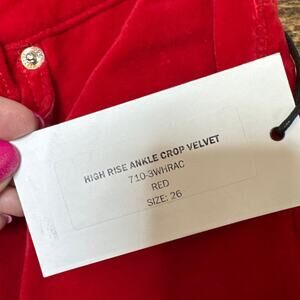 HIGH RISE ANKLE CROP VELVET
710-3WHRAC
RED
SIZE: 26